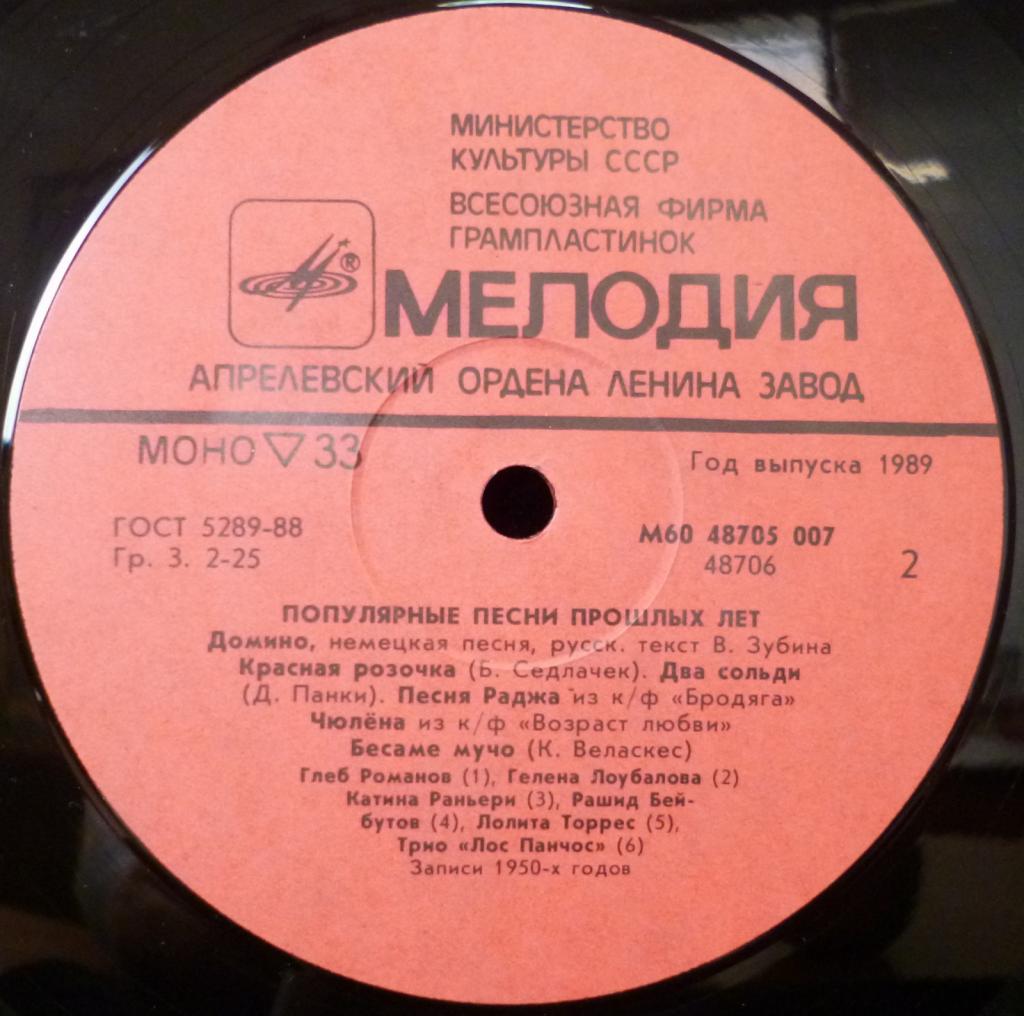 МИНИСТЕРСТВО
КУЛЬТУРЫ СССР
ВСЕСОЮЗНАЯ ФИРМА
ГРАМПЛАСТИНОК
®
МЕЛОДИЯ
АПРЕЛЕВСКИЙ ОРДЕНА ЛЕНИНА ЗАВОД
МОНО ▽ 33
Год выпуска 1989
ГОСТ 5289-88
Гр. 3. 2-25
М60 48705 007
48706
2
ПОПУЛЯРНЫЕ ПЕСНИ ПРОШЛЫХ ЛЕТ
Домино, немецкая песня, русск. текст В. Зубина
Красная розочка (Б. Седлачек). Два сольди
(Д. Панки). Песня Раджа из к/ф «Бродяга»
Чюлёна из к/ф «Возраст любви»
Бесаме мучо (К. Веласкес)
Глеб Романов (1), Гелена Лоубалова (2)
Катина Раньери (3), Рашид Бей-
бутов (4), Лолита Торрес (5),
Трио «Лос Панчос» (6)
Записи 1950-х годов